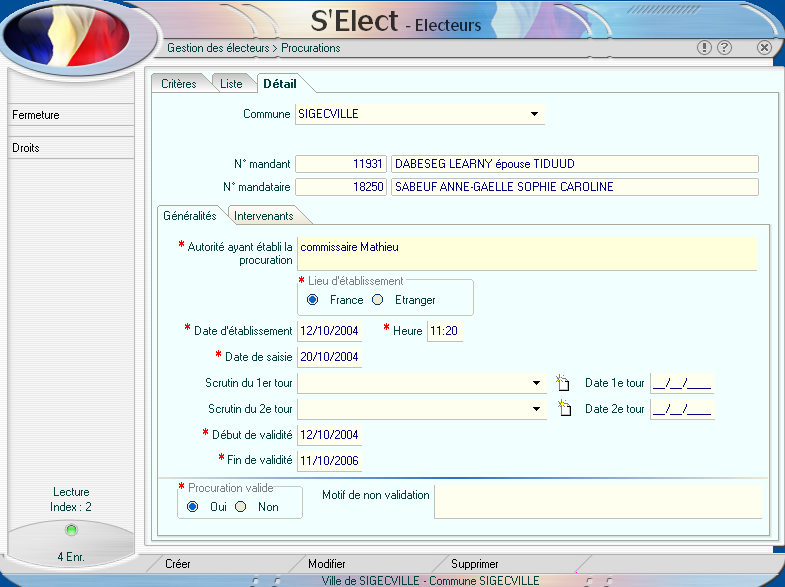 S'Elect - Electeurs
Gestion des électeurs > Procurations
Critères Liste Détail
Fermeture
Droits
Commune SIGECVILLE
N° mandant 11931 DABESEG LEARNY épouse TIDUUD
N° mandataire 18250 SABEUF ANNE-GAELLE SOPHIE CAROLINE
Généralités Intervenants
* Autorité ayant établi la procuration commissaire Mathieu
* Lieu d'établissement
France Etranger
* Date d'établissement 12/10/2004 * Heure 11:20
* Date de saisie 20/10/2004
Scrutin du 1er tour Date 1e tour __/__/____
Scrutin du 2e tour Date 2e tour __/__/____
* Début de validité 12/10/2004
* Fin de validité 11/10/2006
* Procuration valide
Oui Non
Motif de non validation
Lecture
Index : 2
4 Enr.
Créer Modifier Supprimer
Ville de SIGECVILLE - Commune SIGECVILLE